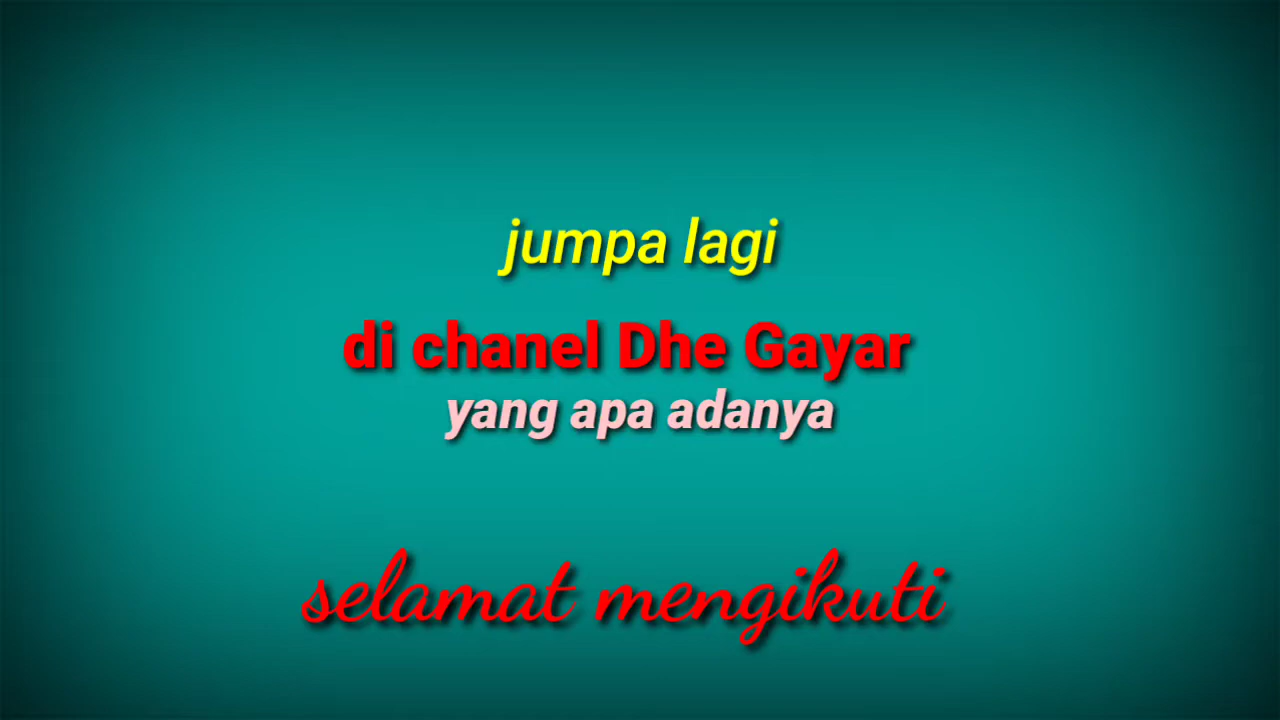 jumpa lagi
di chanel Dhe Gayar
yang apa adanya
selamat mengikuti